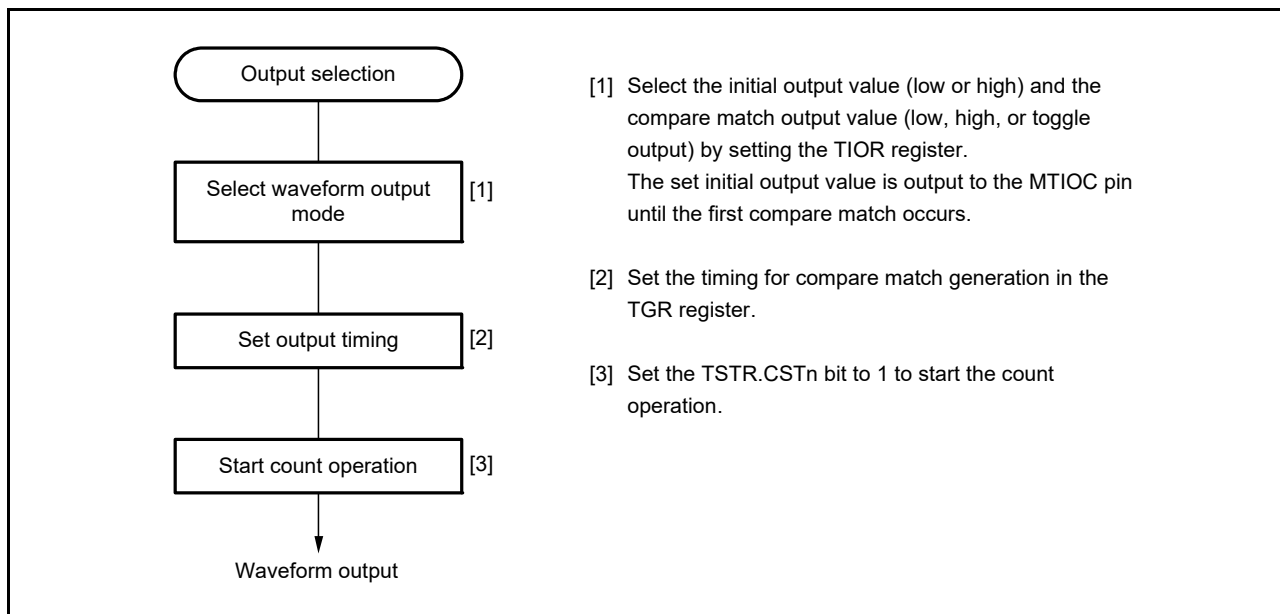 Output selection
Select waveform output
mode
[1]
Set output timing
[2]
Start count operation
[3]
Waveform output
[1] Select the initial output value (low or high) and the
compare match output value (low, high, or toggle
output) by setting the TIOR register.
The set initial output value is output to the MTIOC pin
until the first compare match occurs.
[2] Set the timing for compare match generation in the
TGR register.
[3] Set the TSTR.CSTn bit to 1 to start the count
operation.